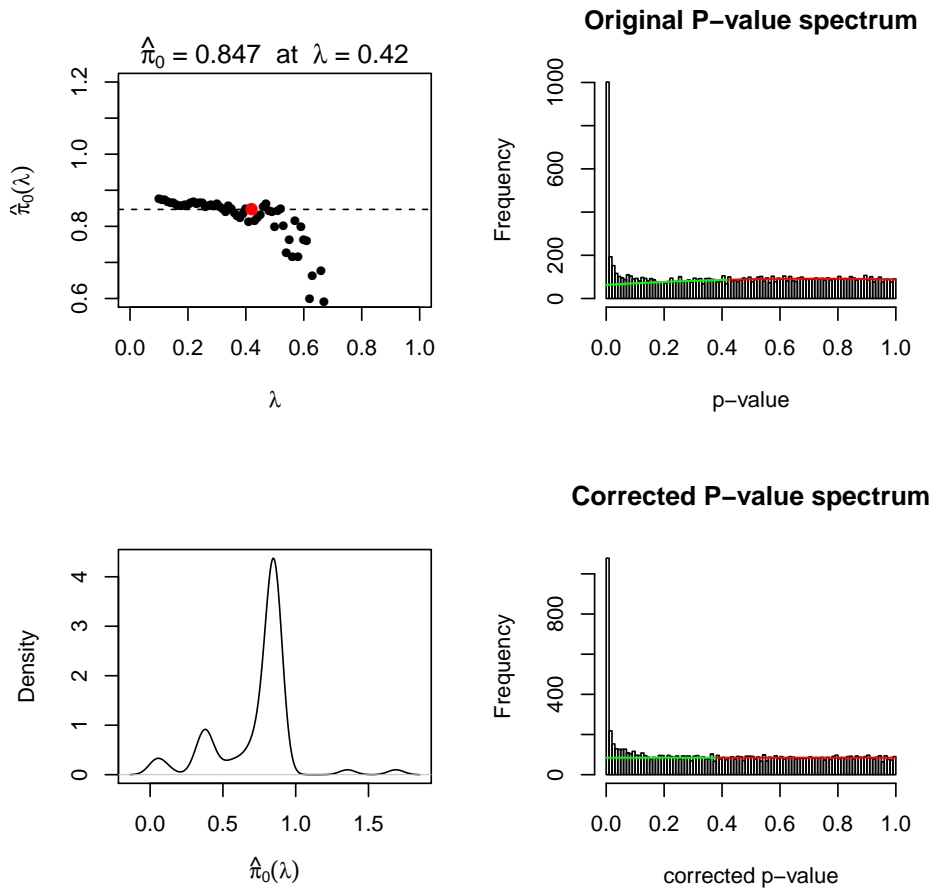 π̂₀ = 0.847 at λ = 0.42
π̂₀(λ)
0.6 0.8 1.0 1.2
0.0 0.2 0.4 0.6 0.8 1.0
λ
Original P−value spectrum
Frequency
0 200 600 1000
0.0 0.2 0.4 0.6 0.8 1.0
p−value
Density
0 1 2 3 4
0.0 0.5 1.0 1.5
π̂₀(λ)
Corrected P−value spectrum
Frequency
0 400 800
0.0 0.2 0.4 0.6 0.8 1.0
corrected p−value